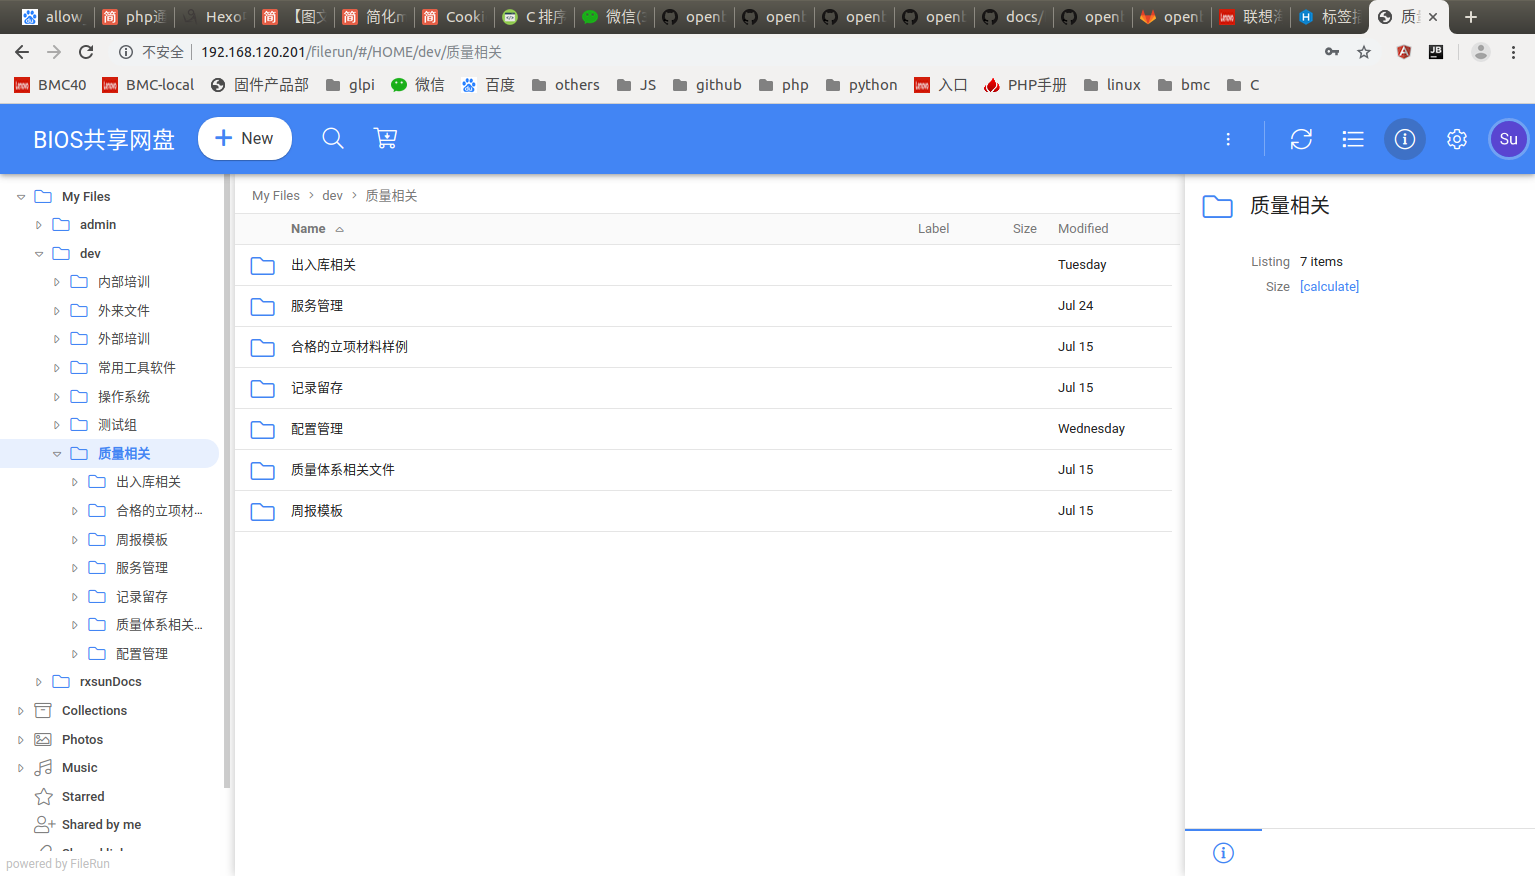 allow
php通
Hexo
【图文
简化m
Cooki
C 排序
微信(
openb
openb
openb
openb
docs/
openb
openb
联想
标签
质
不安全 192.168.120.201/filerun/#/HOME/dev/质量相关
BMC40 BMC-local 固件产品部 glpi 微信 百度 others JS github php python 入口 PHP手册 linux bmc C
BIOS共享网盘 New Su
My Files
admin
dev
内部培训
外来文件
外部培训
常用工具软件
操作系统
测试组
质量相关
出入库相关
合格的立项材...
周报模板
服务管理
记录留存
质量体系相关...
配置管理
rxsunDocs
Collections
Photos
Music
Starred
Shared by me
powered by FileRun
My Files > dev > 质量相关
Name Label Size Modified
出入库相关 Tuesday
服务管理 Jul 24
合格的立项材料样例 Jul 15
记录留存 Jul 15
配置管理 Wednesday
质量体系相关文件 Jul 15
周报模板 Jul 15
质量相关
Listing 7 items
Size [calculate]